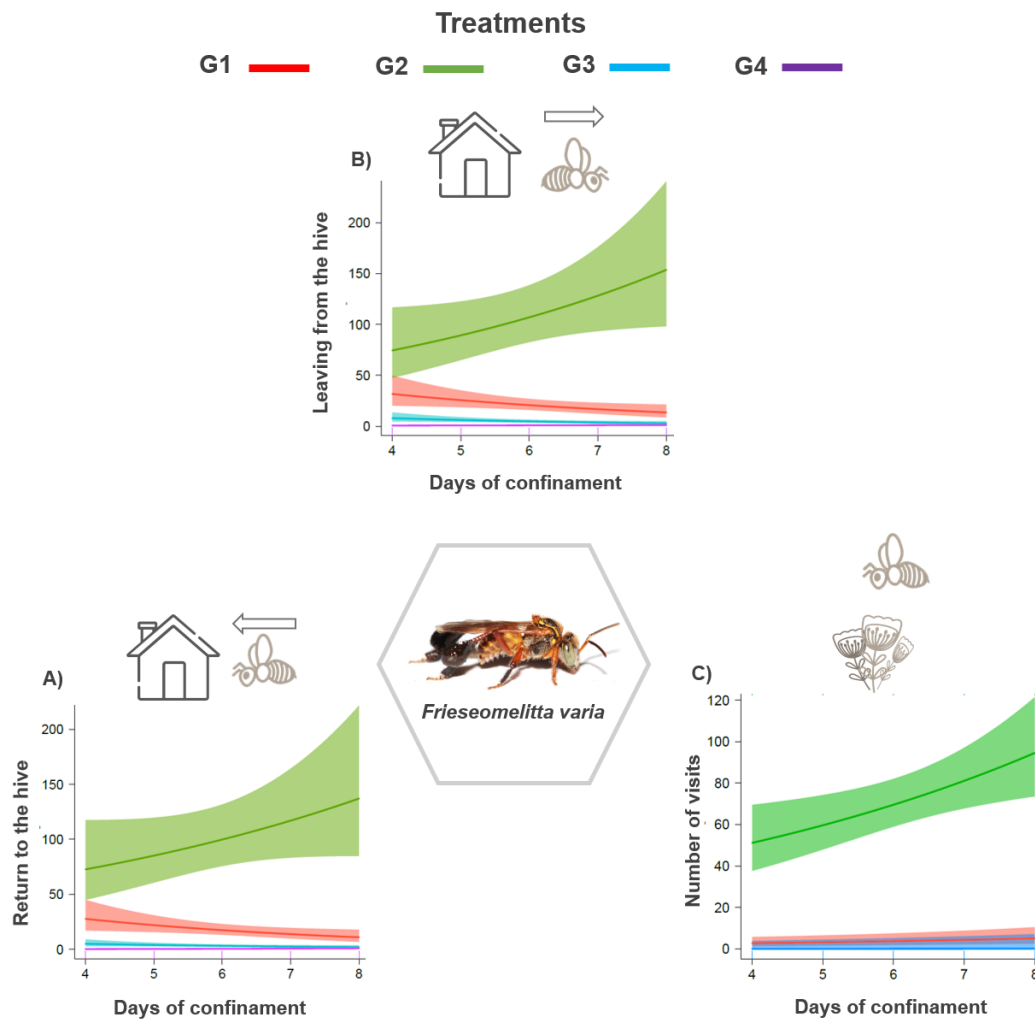 Treatments
G1 G2 G3 G4
B)
Leaving from the hive
200
150
100
50
0
4 5 6 7 8
Days of confinament
A)
Return to the hive
200
150
100
50
0
4 5 6 7 8
Days of confinament
Frieseomelitta varia
C)
Number of visits
120
100
80
60
40
20
0
4 5 6 7 8
Days of confinament